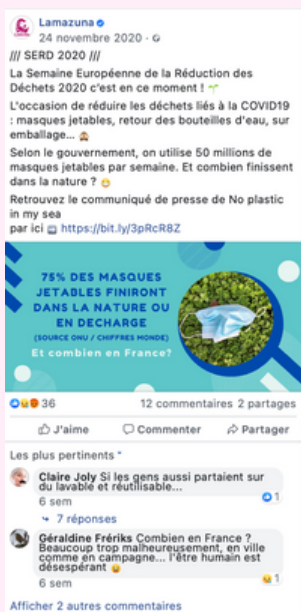 Lamazuna
24 novembre 2020 ·
/// SERD 2020 ///
La Semaine Européenne de la Réduction des
Déchets 2020 c'est en ce moment !
L'occasion de réduire les déchets liés à la COVID19
: masques jetables, retour des bouteilles d'eau, sur
emballage...
Selon le gouvernement, on utilise 50 millions de
masques jetables par semaine. Et combien finissent
dans la nature ?
Retrouvez le communiqué de presse de No plastic
in my sea
par ici https://bit.ly/3pRcR8Z
75% DES MASQUES
JETABLES FINIRONT
DANS LA NATURE OU
EN DECHARGE
(SOURCE ONU / CHIFFRES MONDE)
Et combien en France?
36 12 commentaires 2 partages
J'aime Commenter Partager
Les plus pertinents
Claire Joly Si les gens aussi partaient sur
du lavable et réutilisable...
1
6 sem
7 réponses
Géraldine Frériks Combien en France ?
Beaucoup trop malheureusement, en ville
comme en campagne... l'être humain est
désespérant
1
6 sem
Afficher 2 autres commentaires